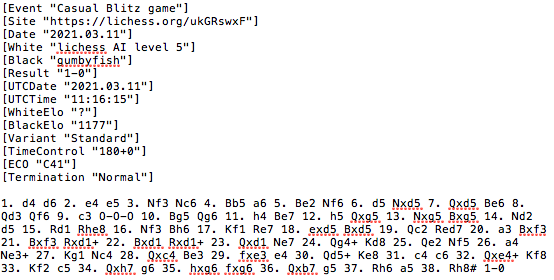 [Event "Casual Blitz game"]
[Site "https://lichess.org/ukGRswxF"]
[Date "2021.03.11"]
[White "lichess AI level 5"]
[Black "gumbyfish"]
[Result "1-0"]
[UTCDate "2021.03.11"]
[UTCTime "11:16:15"]
[WhiteElo "?"]
[BlackElo "1177"]
[Variant "Standard"]
[TimeControl "180+0"]
[ECO "C41"]
[Termination "Normal"]

1. d4 d6 2. e4 e5 3. Nf3 Nc6 4. Bb5 a6 5. Be2 Nf6 6. d5 Nxd5 7. Qxd5 Be6 8.
Qd3 Qf6 9. c3 O-O-O 10. Bg5 Qg6 11. h4 Be7 12. h5 Qxg5 13. Nxg5 Bxg5 14. Nd2
d5 15. Rd1 Rhe8 16. Nf3 Bh6 17. Kf1 Re7 18. exd5 Bxd5 19. Qc2 Red7 20. a3 Bxf3
21. Bxf3 Rxd1+ 22. Bxd1 Rxd1+ 23. Qxd1 Ne7 24. Qg4+ Kd8 25. Qe2 Nf5 26. a4
Ne3+ 27. Kg1 Nc4 28. Qxc4 Be3 29. fxe3 e4 30. Qd5+ Ke8 31. c4 c6 32. Qxe4+ Kf8
33. Kf2 c5 34. Qxh7 g6 35. hxg6 fxg6 36. Qxb7 g5 37. Rh6 a5 38. Rh8# 1-0